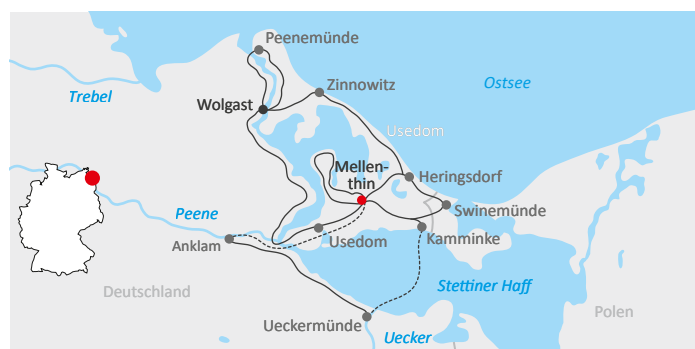 Peenemünde
Zinnowitz
Ostsee
Trebel
Wolgast
Usedom
Mellen-
thin
Heringsdorf
Swinemünde
Peene
Anklam
Usedom
Kamminke
Deutschland
Stettiner Haff
Polen
Ueckermünde
Uecker